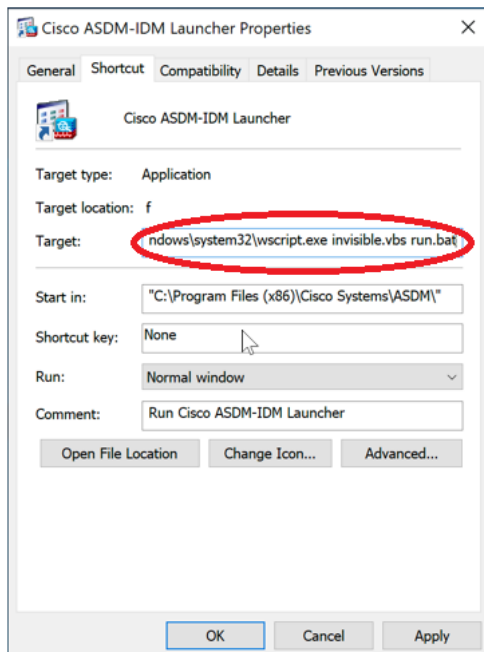 Cisco ASDM-IDM Launcher Properties
General Shortcut Compatibility Details Previous Versions
Cisco ASDM-IDM Launcher
Target type: Application
Target location: f
Target: ndows\system32\wscript.exe invisible.vbs run.bat
Start in: "C:\Program Files (x86)\Cisco Systems\ASDM\"
Shortcut key: None
Run: Normal window
Comment: Run Cisco ASDM-IDM Launcher
Open File Location Change Icon... Advanced...
OK Cancel Apply